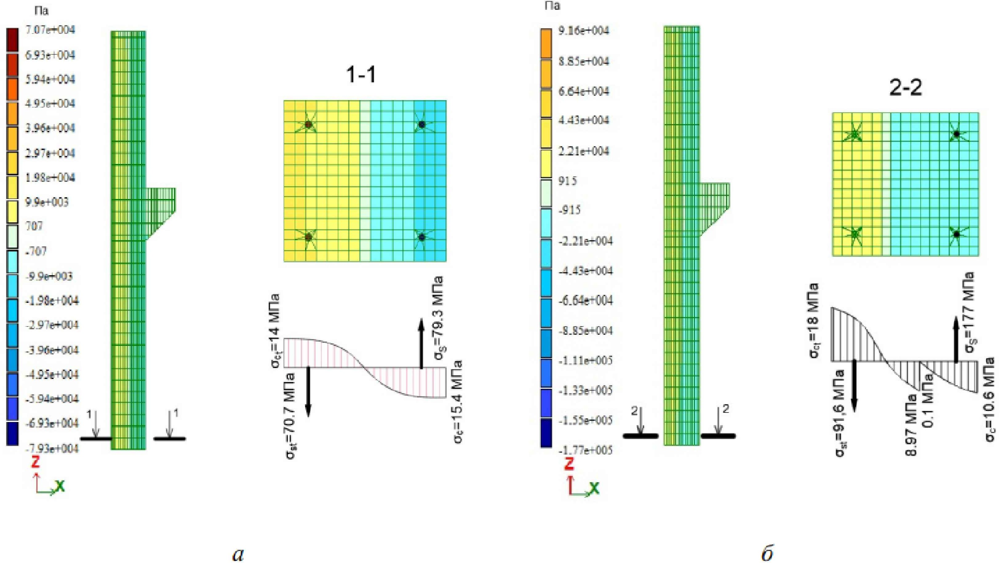 Па
7.07e+004
6.93e+004
5.94e+004
4.95e+004
3.96e+004
2.97e+004
1.98e+004
9.9e+003
707
-707
-9.9e+003
-1.98e+004
-2.97e+004
-3.96e+004
-4.95e+004
-5.94e+004
-6.93e+004
-7.93e+004
Z
X
1
1
1-1
σct=14 МПа
σst=70.7 МПа
σS=79.3 МПа
σc=15.4 МПа
а
Па
9.16e+004
8.85e+004
6.64e+004
4.43e+004
2.21e+004
915
-915
-2.21e+004
-4.43e+004
-6.64e+004
-8.85e+004
-1.11e+005
-1.33e+005
-1.55e+005
-1.77e+005
Z
X
2
2
2-2
σct=18 МПа
σst=91,6 МПа
8.97 МПа
0.1 МПа
σS=177 МПа
σc=10.6 МПа
б